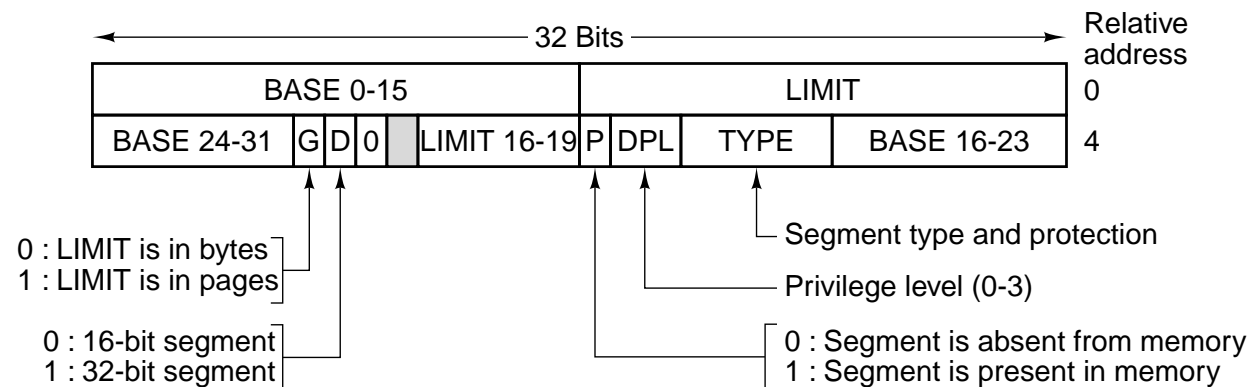 32 Bits
Relative
address
BASE 0-15 LIMIT 0
BASE 24-31 G D 0 LIMIT 16-19 P DPL TYPE BASE 16-23 4
0 : LIMIT is in bytes
1 : LIMIT is in pages
0 : 16-bit segment
1 : 32-bit segment
Segment type and protection
Privilege level (0-3)
0 : Segment is absent from memory
1 : Segment is present in memory